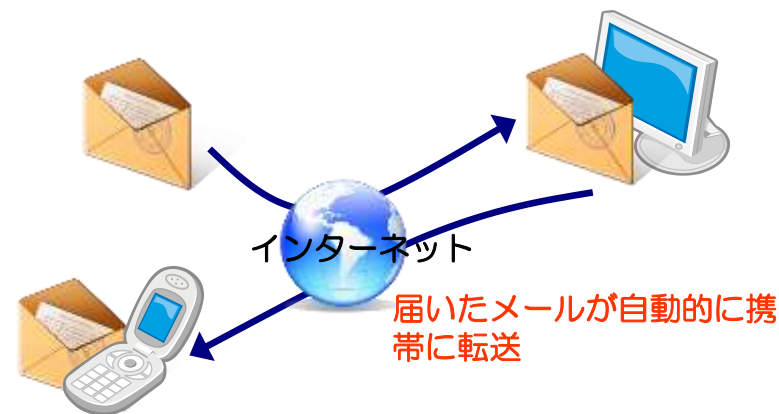 インターネット
届いたメールが自動的に携
帯に転送